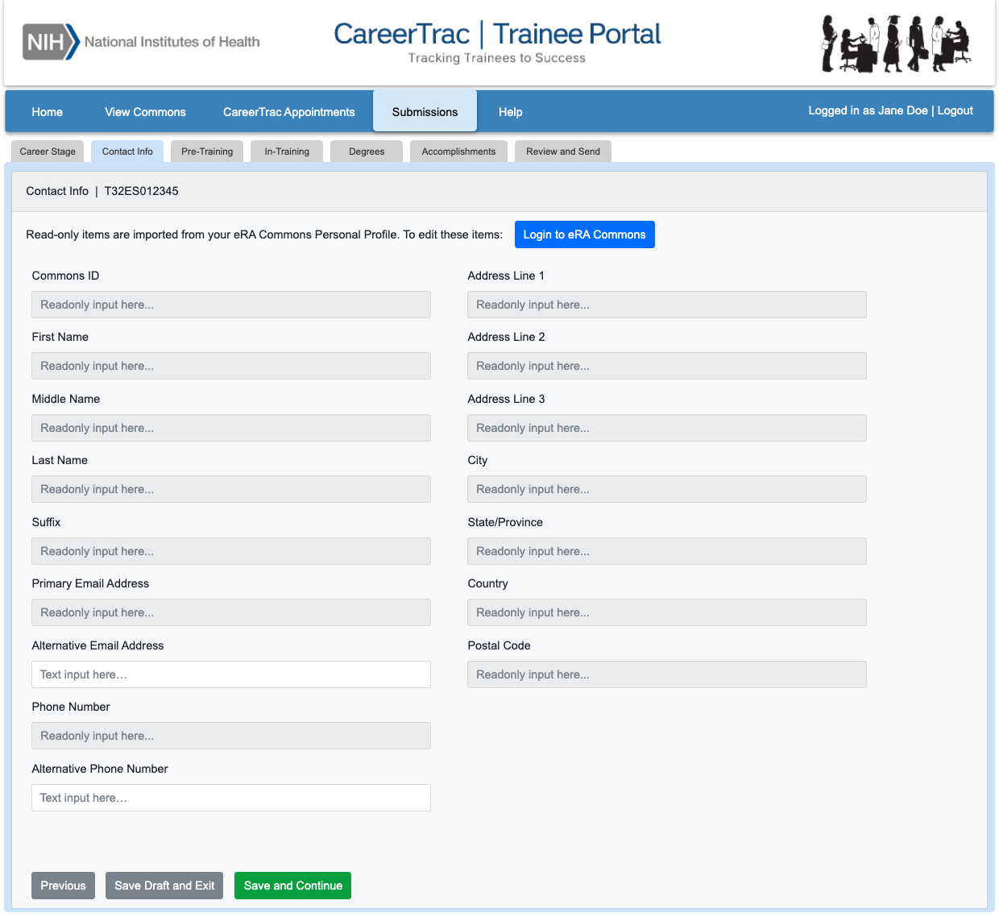 NIH National Institutes of Health
CareerTrac | Trainee Portal
Tracking Trainees to Success
Home View Commons CareerTrac Appointments Submissions Help Logged in as Jane Doe | Logout
Career Stage Contact Info Pre-Training In-Training Degrees Accomplishments Review and Send
Contact Info | T32ES012345
Read-only items are imported from your eRA Commons Personal Profile. To edit these items: Login to eRA Commons
Commons ID
Readonly input here...
First Name
Readonly input here...
Middle Name
Readonly input here...
Last Name
Readonly input here...
Suffix
Readonly input here...
Primary Email Address
Readonly input here...
Alternative Email Address
Text input here…
Phone Number
Readonly input here...
Alternative Phone Number
Text input here…
Address Line 1
Readonly input here...
Address Line 2
Readonly input here...
Address Line 3
Readonly input here...
City
Readonly input here...
State/Province
Readonly input here...
Country
Readonly input here...
Postal Code
Readonly input here...
Previous Save Draft and Exit Save and Continue